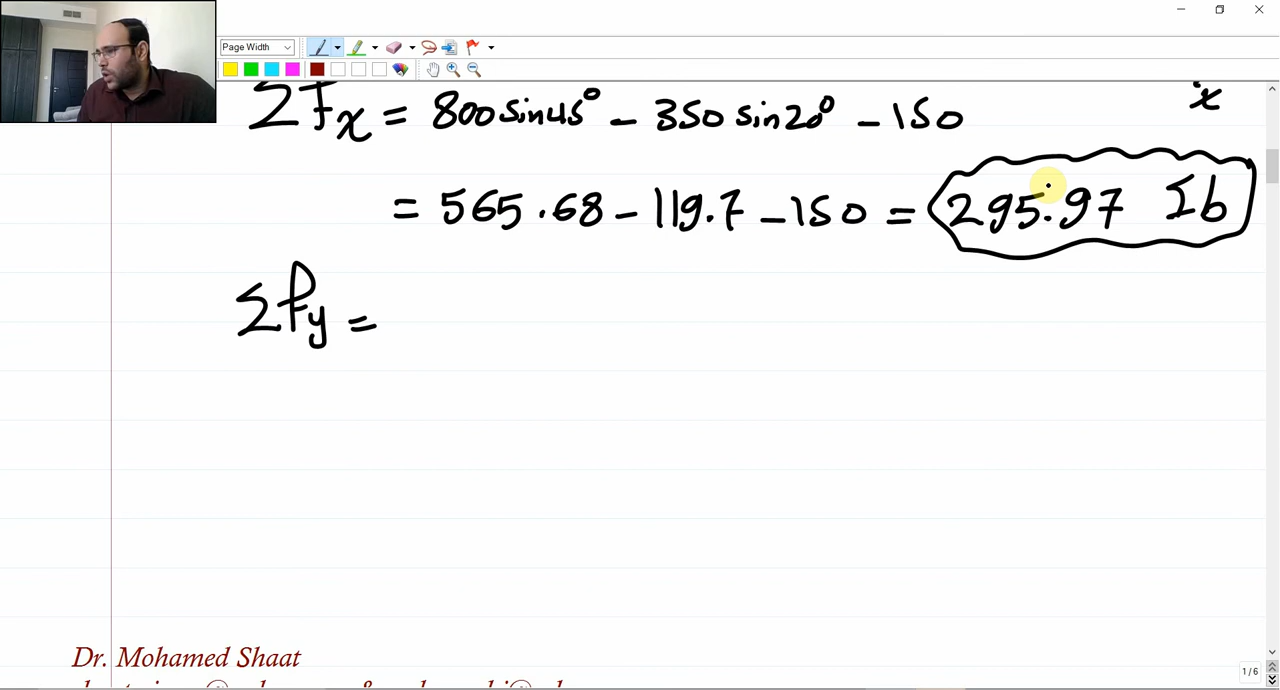 Page Width
ΣFx = 800 sin45° - 350 sin20° - 150
x
= 565.68 - 119.7 - 150 = 295.97 Ib
ΣFy =
Dr. Mohamed Shaat
1/6